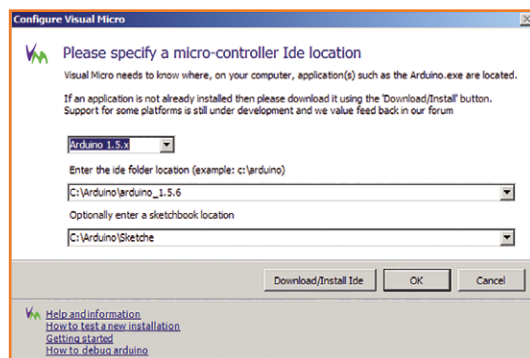 Configure Visual Micro
Please specify a micro-controller Ide location
Visual Micro needs to know where, on your computer, application(s) such as the Arduino.exe are located.
If an application is not already installed then please download it using the 'Download/Install' button.
Support for some platforms is still under development and we value feed back in our forum
Arduino 1.5.x
Enter the ide folder location (example: c:\arduino)
C:\Arduino\arduino_1.5.6
Optionally enter a sketchbook location
C:\Arduino\Sketche
Download/Install Ide
OK
Cancel
Help and information
How to test a new installation
Getting started
How to debug arduino